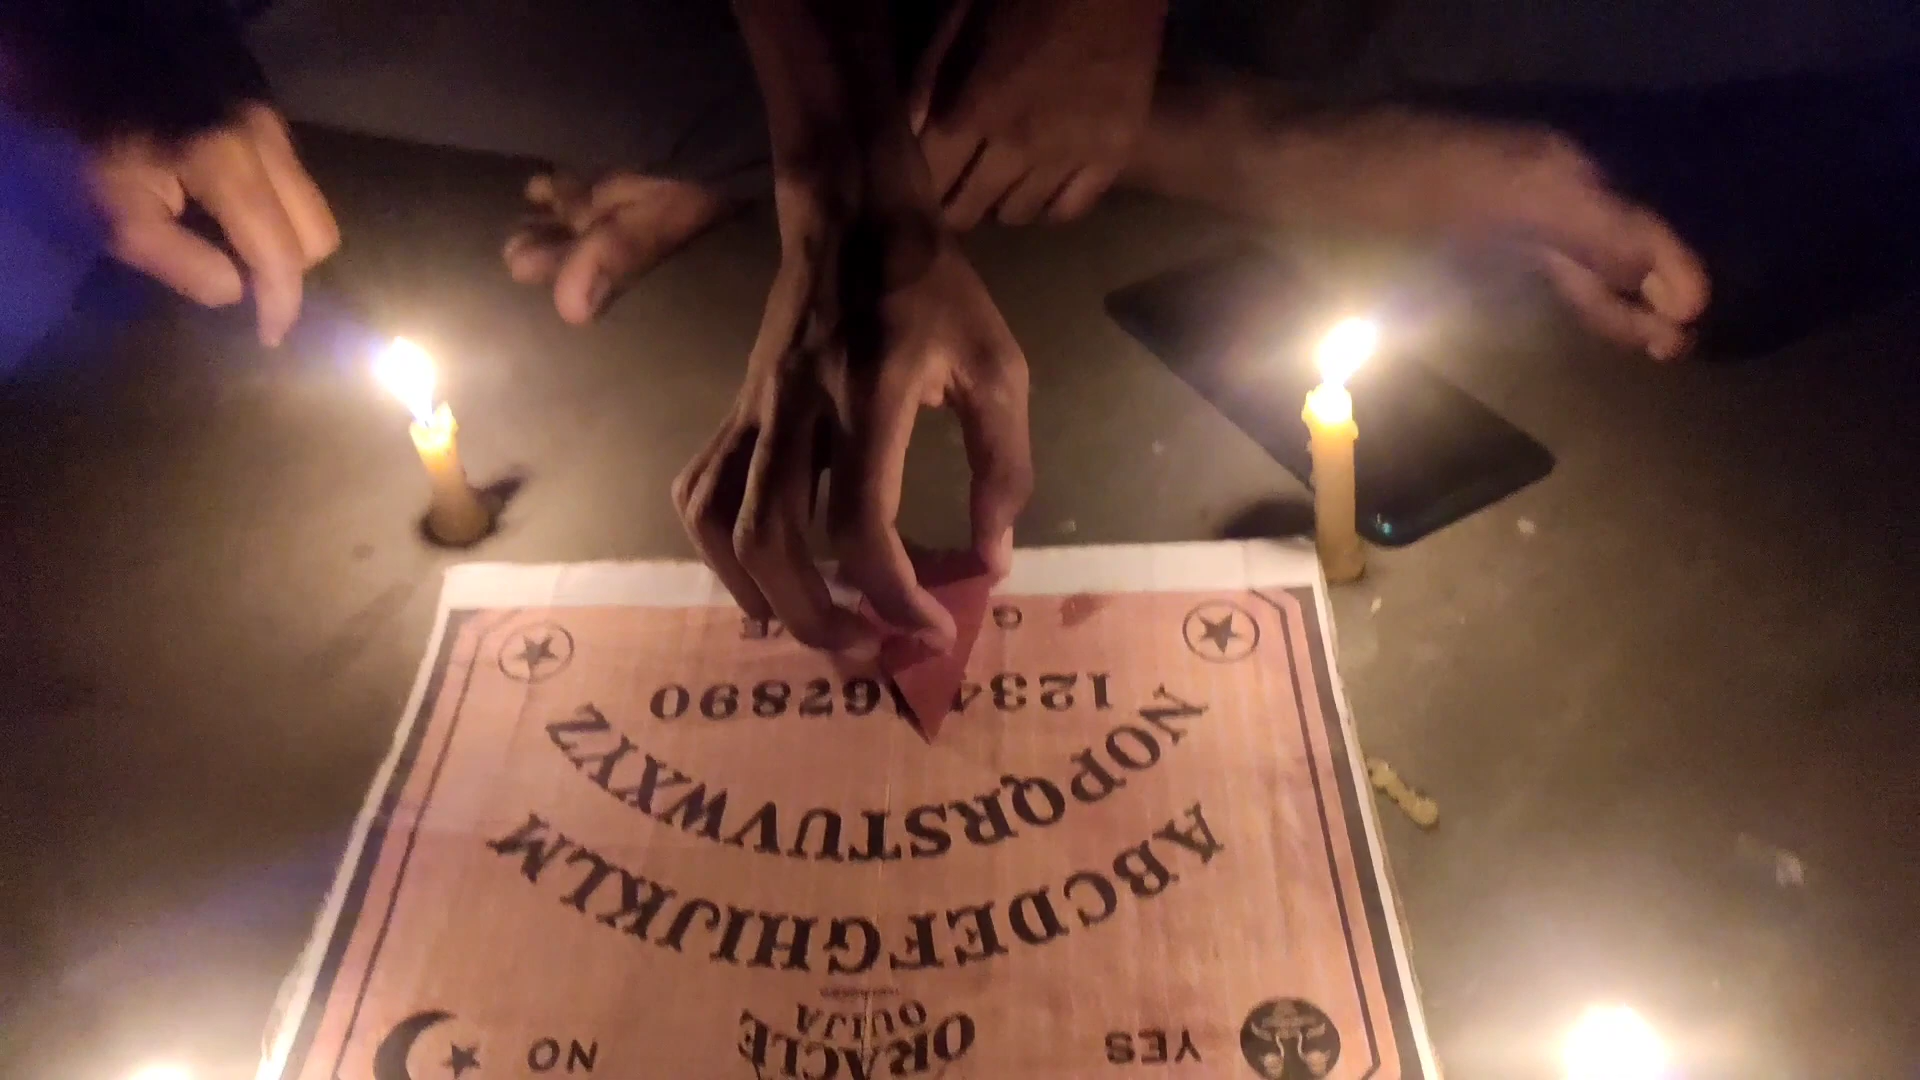 YES ORACLE NO
OUIJA
ABCDEFGHIJKLM
NOPQRSTUVWXYZ
1234 67890